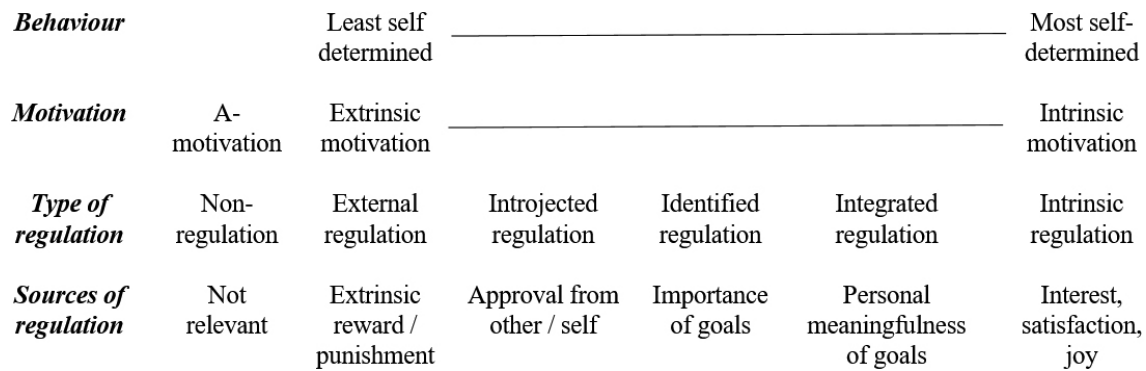 Behaviour Least self determined Most self-determined
Motivation A-motivation Extrinsic motivation Intrinsic motivation
Type of regulation Non-regulation External regulation Introjected regulation Identified regulation Integrated regulation Intrinsic regulation
Sources of regulation Not relevant Extrinsic reward / punishment Approval from other / self Importance of goals Personal meaningfulness of goals Interest, satisfaction, joy